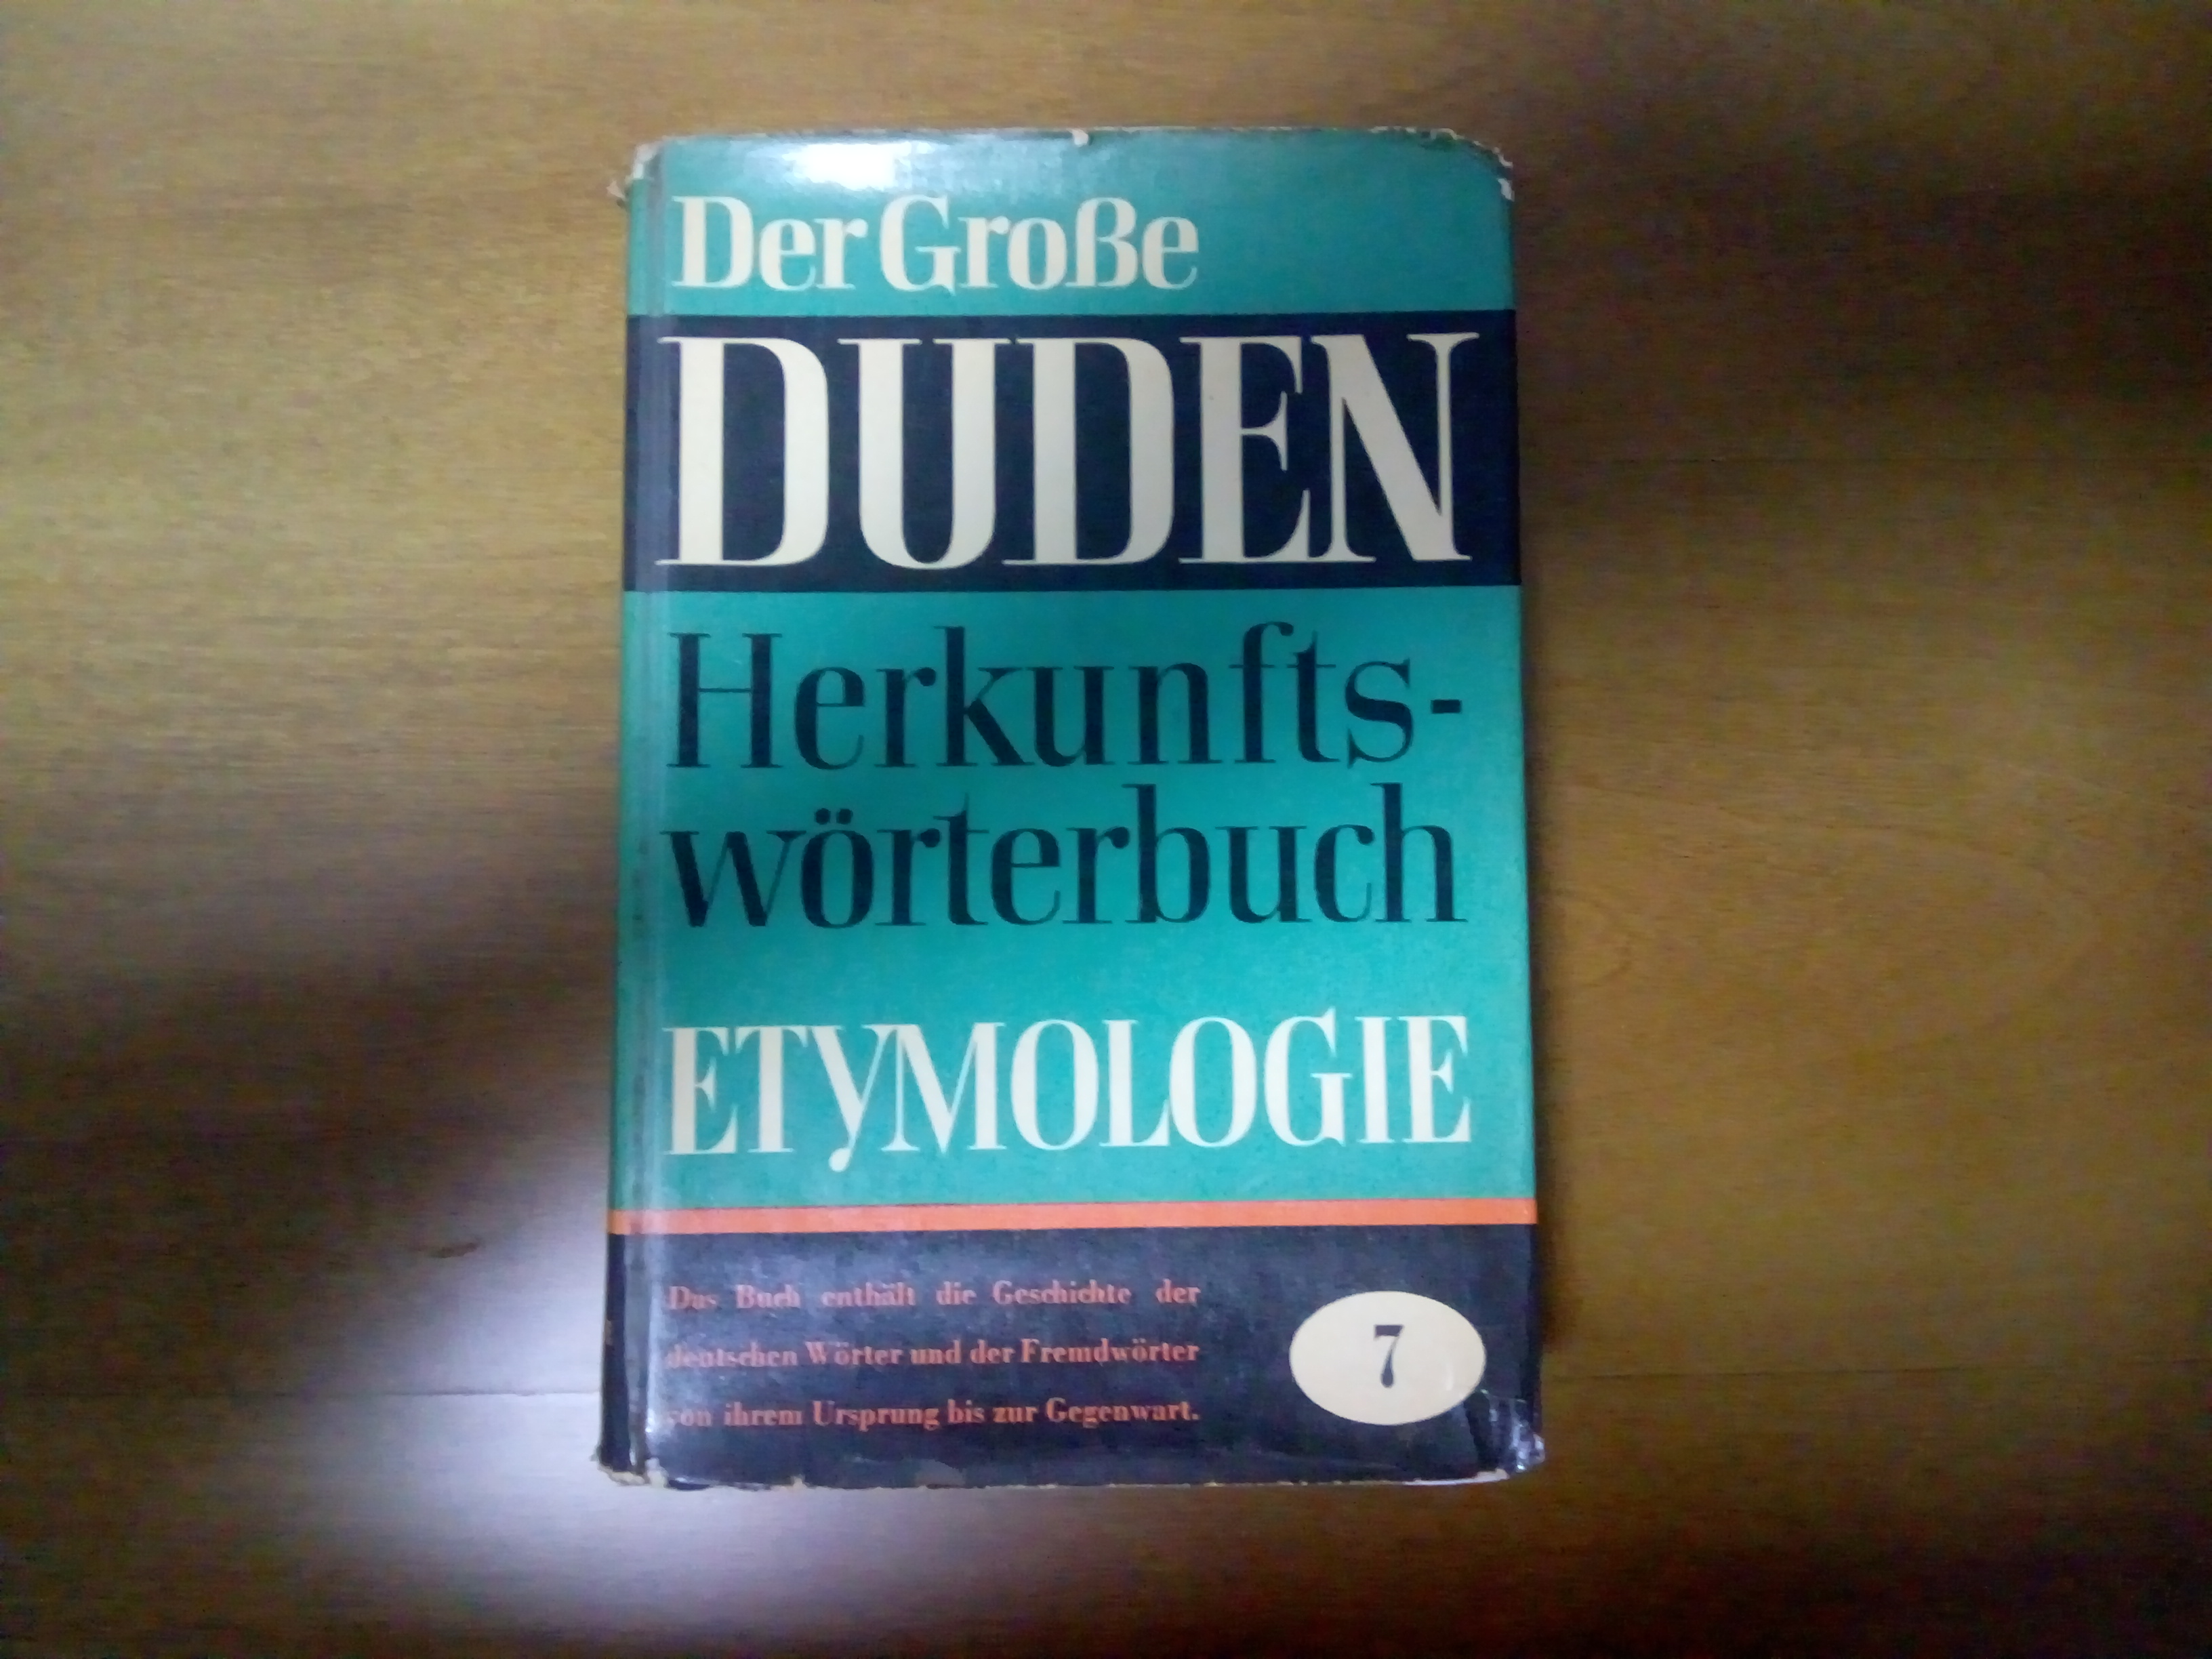 Der Große
DUDEN
Herkunfts-
wörterbuch
ETYMOLOGIE
Das Buch enthält die Geschichte der
deutschen Wörter und der Fremdwörter
von ihrem Ursprung bis zur Gegenwart.
7